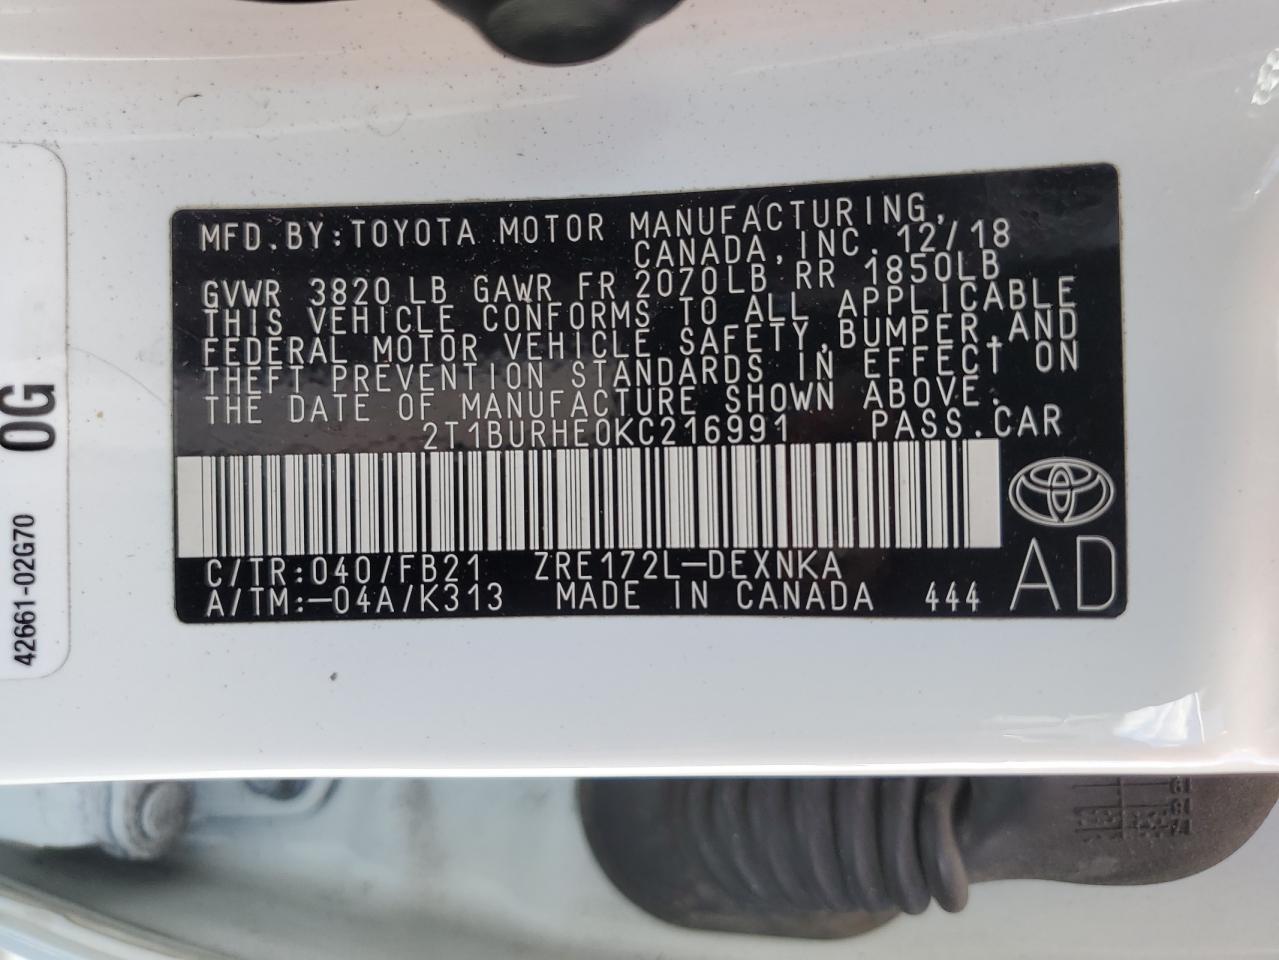 MFD.BY:TOYOTA MOTOR MANUFACTURING,
CANADA,INC. 12/18
GVWR 3820 LB GAWR FR 2070LB RR 1850LB
THIS VEHICLE CONFORMS TO ALL APPLICABLE
FEDERAL MOTOR VEHICLE SAFETY,BUMPER,AND
THEFT PREVENTION STANDARDS IN EFFECT ON
THE DATE OF MANUFACTURE SHOWN ABOVE.
2T1BURHE0KC216991 PASS.CAR
C/TR:040/FB21 ZRE172L-DEXNKA
A/TM:-04A/K313 MADE IN CANADA 444
AD
0G
42661-02G70